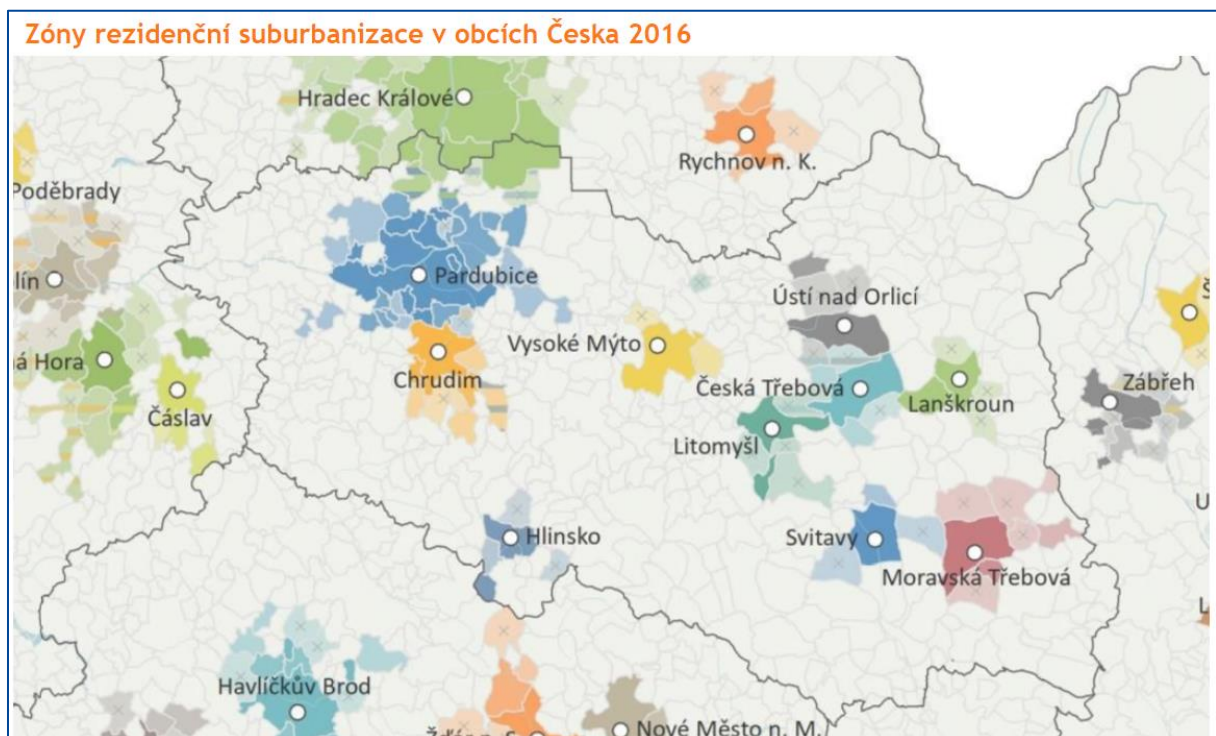 Zóny rezidenční suburbanizace v obcích Česka 2016
Hradec Králové
Rychnov n. K.
Poděbrady
lín
Pardubice
Ústí nad Orlicí
Š
á Hora
Vysoké Mýto
Chrudim
Čáslav
Česká Třebová
Lanškroun
Zábřeh
Litomyšl
U
Hlinsko
Svitavy
Moravská Třebová
L
Havlíčkův Brod
Nové Město n. M.